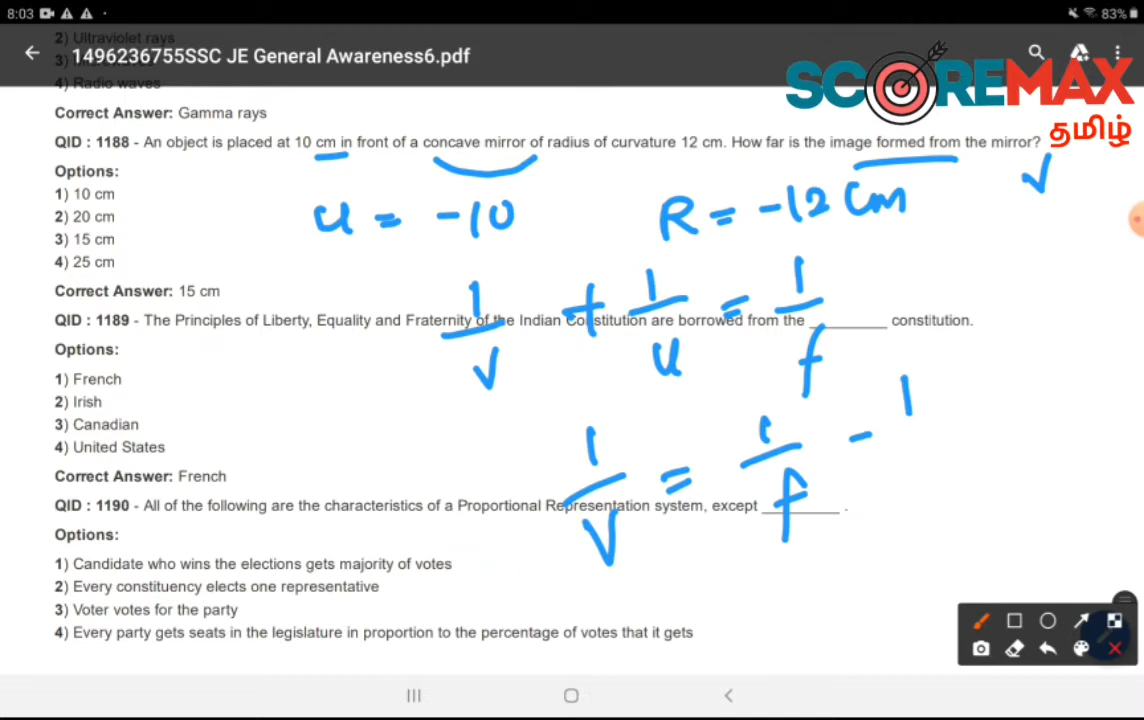 8:03 83%
2) Ultraviolet rays
1496236755SSC JE General Awareness6.pdf
4) Radio waves
SCOREMAX
தமிழ்
Correct Answer: Gamma rays
QID : 1188 - An object is placed at 10 cm in front of a concave mirror of radius of curvature 12 cm. How far is the image formed from the mirror?
Options:
1) 10 cm
2) 20 cm
3) 15 cm
4) 25 cm
u = -10 R = -12 cm
Correct Answer: 15 cm
1/v + 1/u = 1/f
QID : 1189 - The Principles of Liberty, Equality and Fraternity of the Indian Constitution are borrowed from the ________ constitution.
Options:
1) French
2) Irish
3) Canadian
4) United States
1/v = 1/f - 1
Correct Answer: French
QID : 1190 - All of the following are the characteristics of a Proportional Representation system, except ________ .
Options:
1) Candidate who wins the elections gets majority of votes
2) Every constituency elects one representative
3) Voter votes for the party
4) Every party gets seats in the legislature in proportion to the percentage of votes that it gets